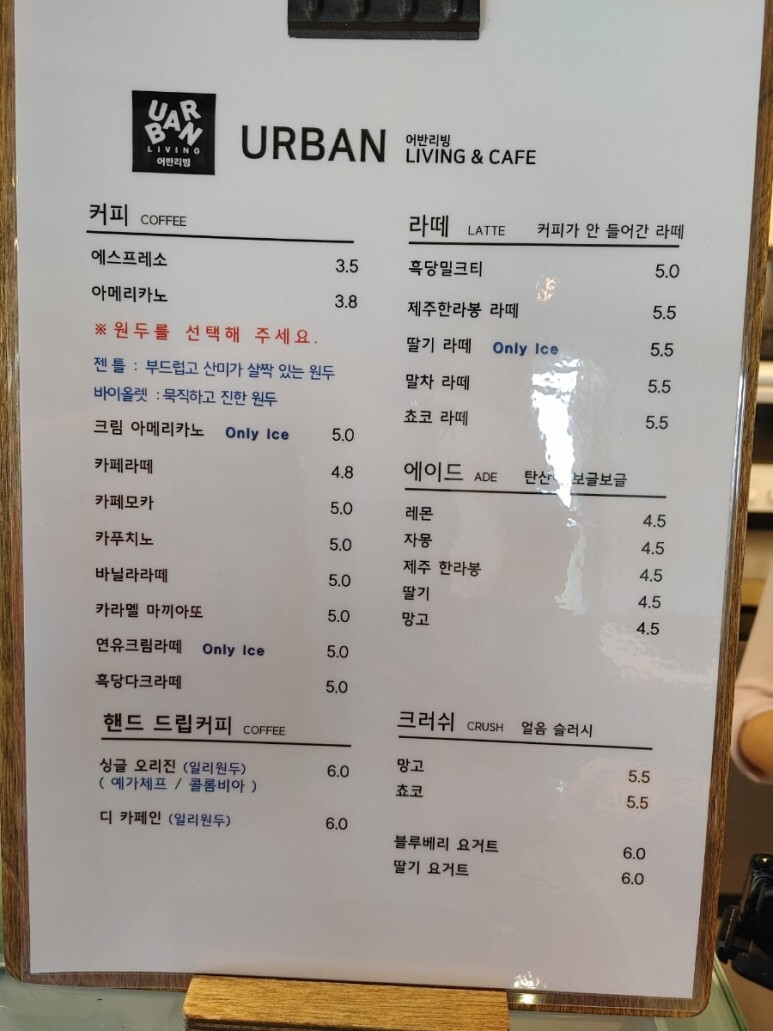 UARBAN
LIVING
어반리빙
URBAN 어반리빙
LIVING & CAFE
커피 COFFEE
에스프레소 3.5
아메리카노 3.8
※원두를 선택해 주세요.
젠틀 : 부드럽고 산미가 살짝 있는 원두
바이올렛 : 묵직하고 진한 원두
크림 아메리카노 Only Ice 5.0
카페라떼 4.8
카페모카 5.0
카푸치노 5.0
바닐라라떼 5.0
카라멜 마끼아또 5.0
연유크림라떼 Only Ice 5.0
흑당다크라떼 5.0
핸드 드립커피 COFFEE
싱글 오리진 (일리원두) 6.0
( 예가체프 / 콜롬비아 )
디 카페인 (일리원두) 6.0
라떼 LATTE 커피가 안 들어간 라떼
흑당밀크티 5.0
제주한라봉 라떼 5.5
딸기 라떼 Only Ice 5.5
말차 라떼 5.5
쵸코 라떼 5.5
에이드 ADE 보글보글
레몬 4.5
자몽 4.5
제주 한라봉 4.5
딸기 4.5
망고 4.5
크러쉬 CRUSH 얼음 슬러시
망고 5.5
쵸코 5.5
블루베리 요거트 6.0
딸기 요거트 6.0